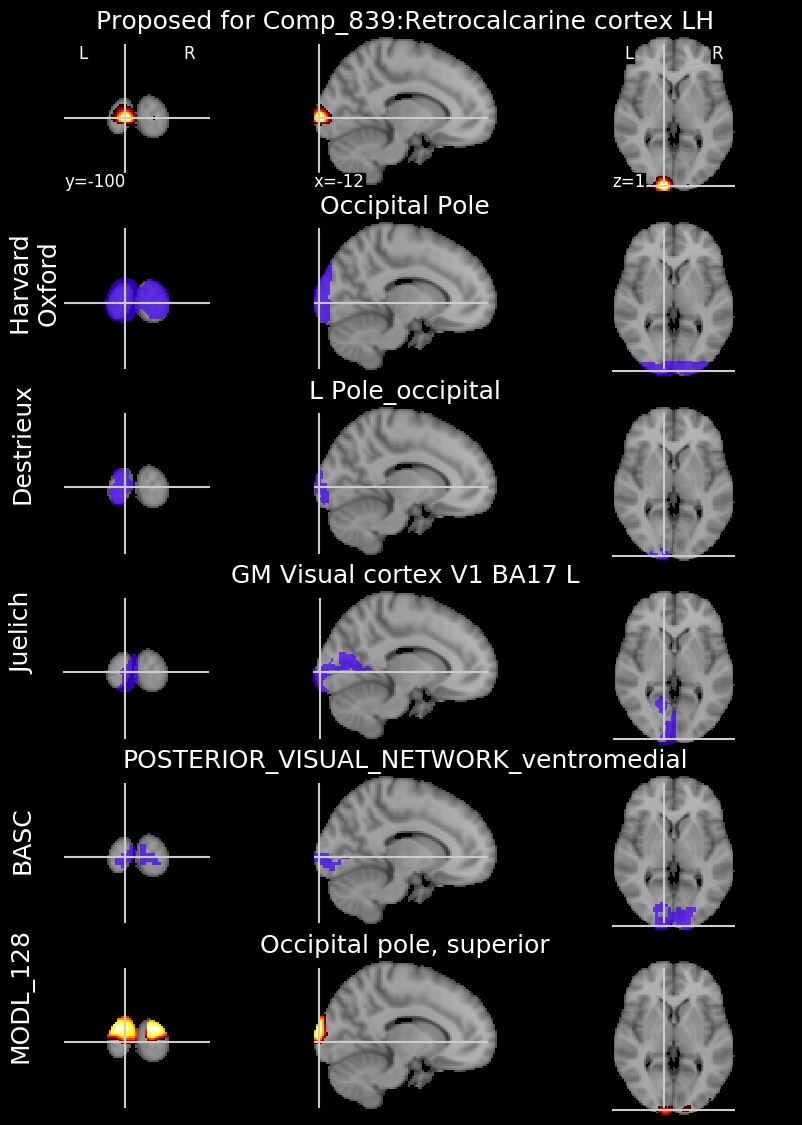 Proposed for Comp_839:Retrocalcarine cortex LH
L R L R
y=-100 x=-12 z=1
Occipital Pole
Harvard
Oxford
L Pole_occipital
Destrieux
GM Visual cortex V1 BA17 L
Juelich
POSTERIOR_VISUAL_NETWORK_ventromedial
BASC
Occipital pole, superior
MODL_128